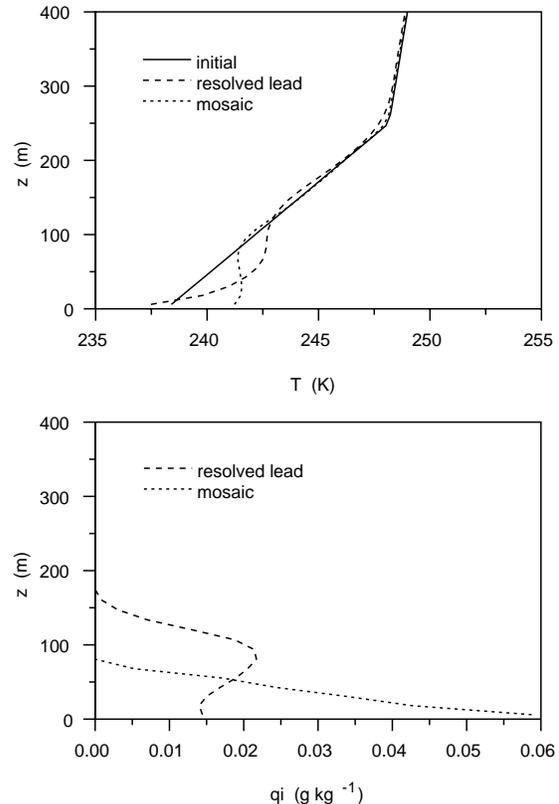 400
300
200
100
0
z (m)
initial
resolved lead
mosaic
235
240
245
250
255
T (K)
400
300
200
100
0
z (m)
resolved lead
mosaic
0.00
0.01
0.02
0.03
0.04
0.05
0.06
qi (g kg -1)